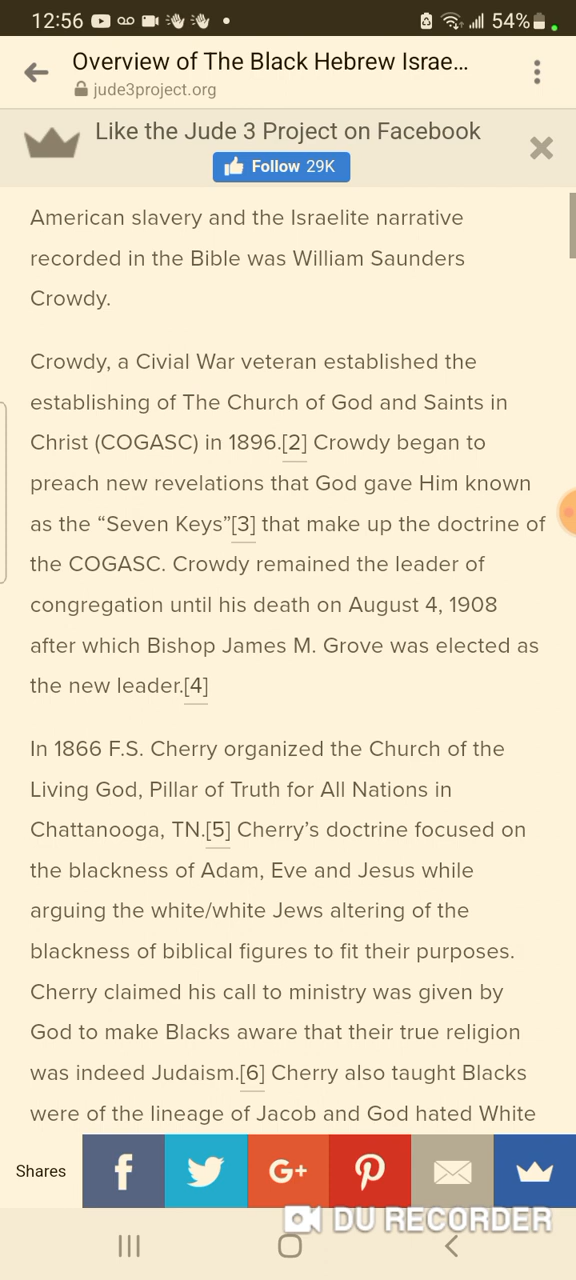 12:56
54%
Overview of The Black Hebrew Israe...
jude3project.org
Like the Jude 3 Project on Facebook
Follow 29K
American slavery and the Israelite narrative
recorded in the Bible was William Saunders
Crowdy.
Crowdy, a Civial War veteran established the
establishing of The Church of God and Saints in
Christ (COGASC) in 1896.[2] Crowdy began to
preach new revelations that God gave Him known
as the “Seven Keys”[3] that make up the doctrine of
the COGASC. Crowdy remained the leader of
congregation until his death on August 4, 1908
after which Bishop James M. Grove was elected as
the new leader.[4]
In 1866 F.S. Cherry organized the Church of the
Living God, Pillar of Truth for All Nations in
Chattanooga, TN.[5] Cherry’s doctrine focused on
the blackness of Adam, Eve and Jesus while
arguing the white/white Jews altering of the
blackness of biblical figures to fit their purposes.
Cherry claimed his call to ministry was given by
God to make Blacks aware that their true religion
was indeed Judaism.[6] Cherry also taught Blacks
were of the lineage of Jacob and God hated White
Shares
G+
DU RECORDER